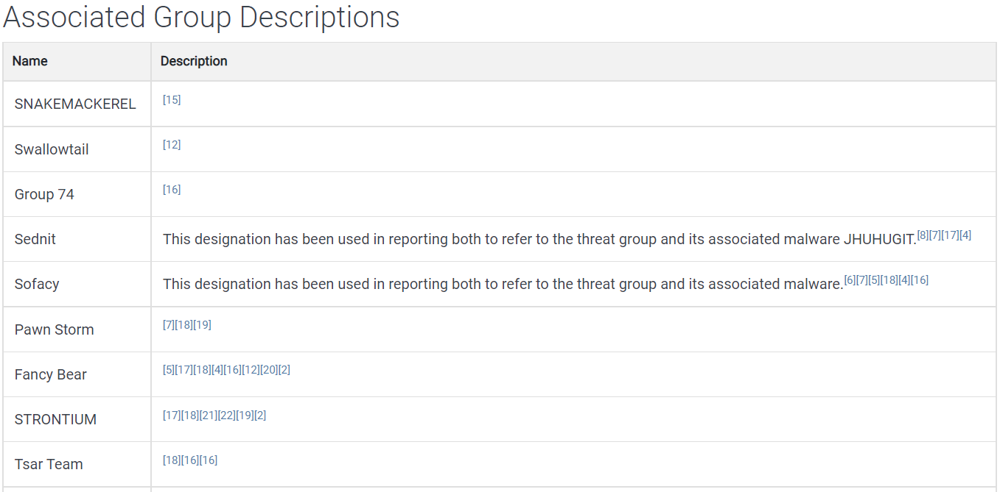 Associated Group Descriptions
Name Description
SNAKEMACKEREL [15]
Swallowtail [12]
Group 74 [16]
Sednit This designation has been used in reporting both to refer to the threat group and its associated malware JHUHUGIT.[8][7][17][4]
Sofacy This designation has been used in reporting both to refer to the threat group and its associated malware.[6][7][5][18][4][16]
Pawn Storm [7][18][19]
Fancy Bear [5][17][18][4][16][12][20][2]
STRONTIUM [17][18][21][22][19][2]
Tsar Team [18][16][16]